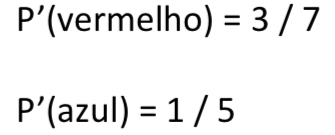 P’(vermelho) = 3 / 7
P’(azul) = 1 / 5